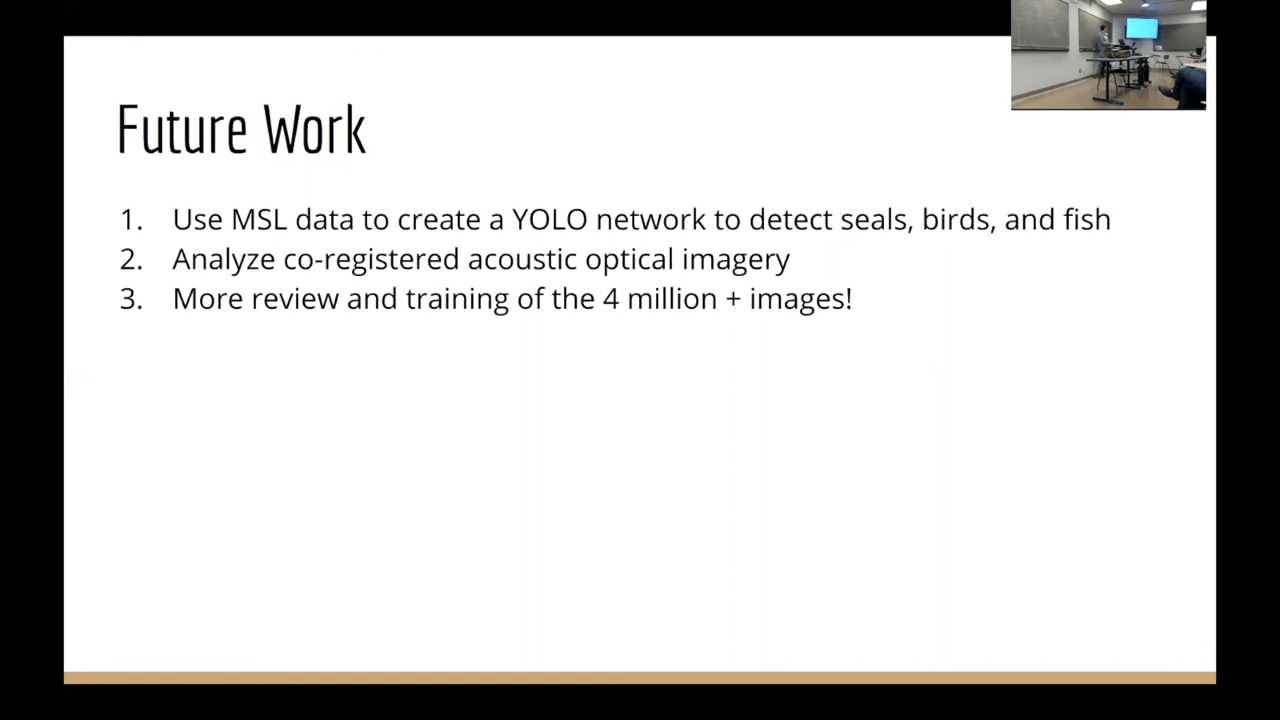 Future Work
1. Use MSL data to create a YOLO network to detect seals, birds, and fish
2. Analyze co-registered acoustic optical imagery
3. More review and training of the 4 million + images!